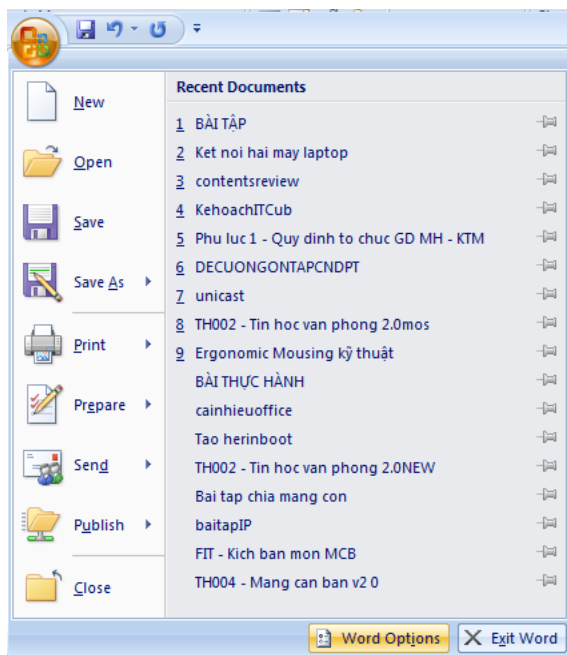 New
Open
Save
Save As
Print
Prepare
Send
Publish
Close
Recent Documents
1 BÀI TẬP
2 Ket noi hai may laptop
3 contentsreview
4 KehoachITCub
5 Phu luc 1 - Quy dinh to chuc GD MH - KTM
6 DECUONGONTAPCNDPT
7 unicast
8 TH002 - Tin hoc van phong 2.0mos
9 Ergonomic Mousing kỹ thuật
BÀI THỰC HÀNH
cainhieuoffice
Tao herinboot
TH002 - Tin hoc van phong 2.0NEW
Bai tap chia mang con
baitapIP
FIT - Kich ban mon MCB
TH004 - Mang can ban v2 0
Word Options
Exit Word